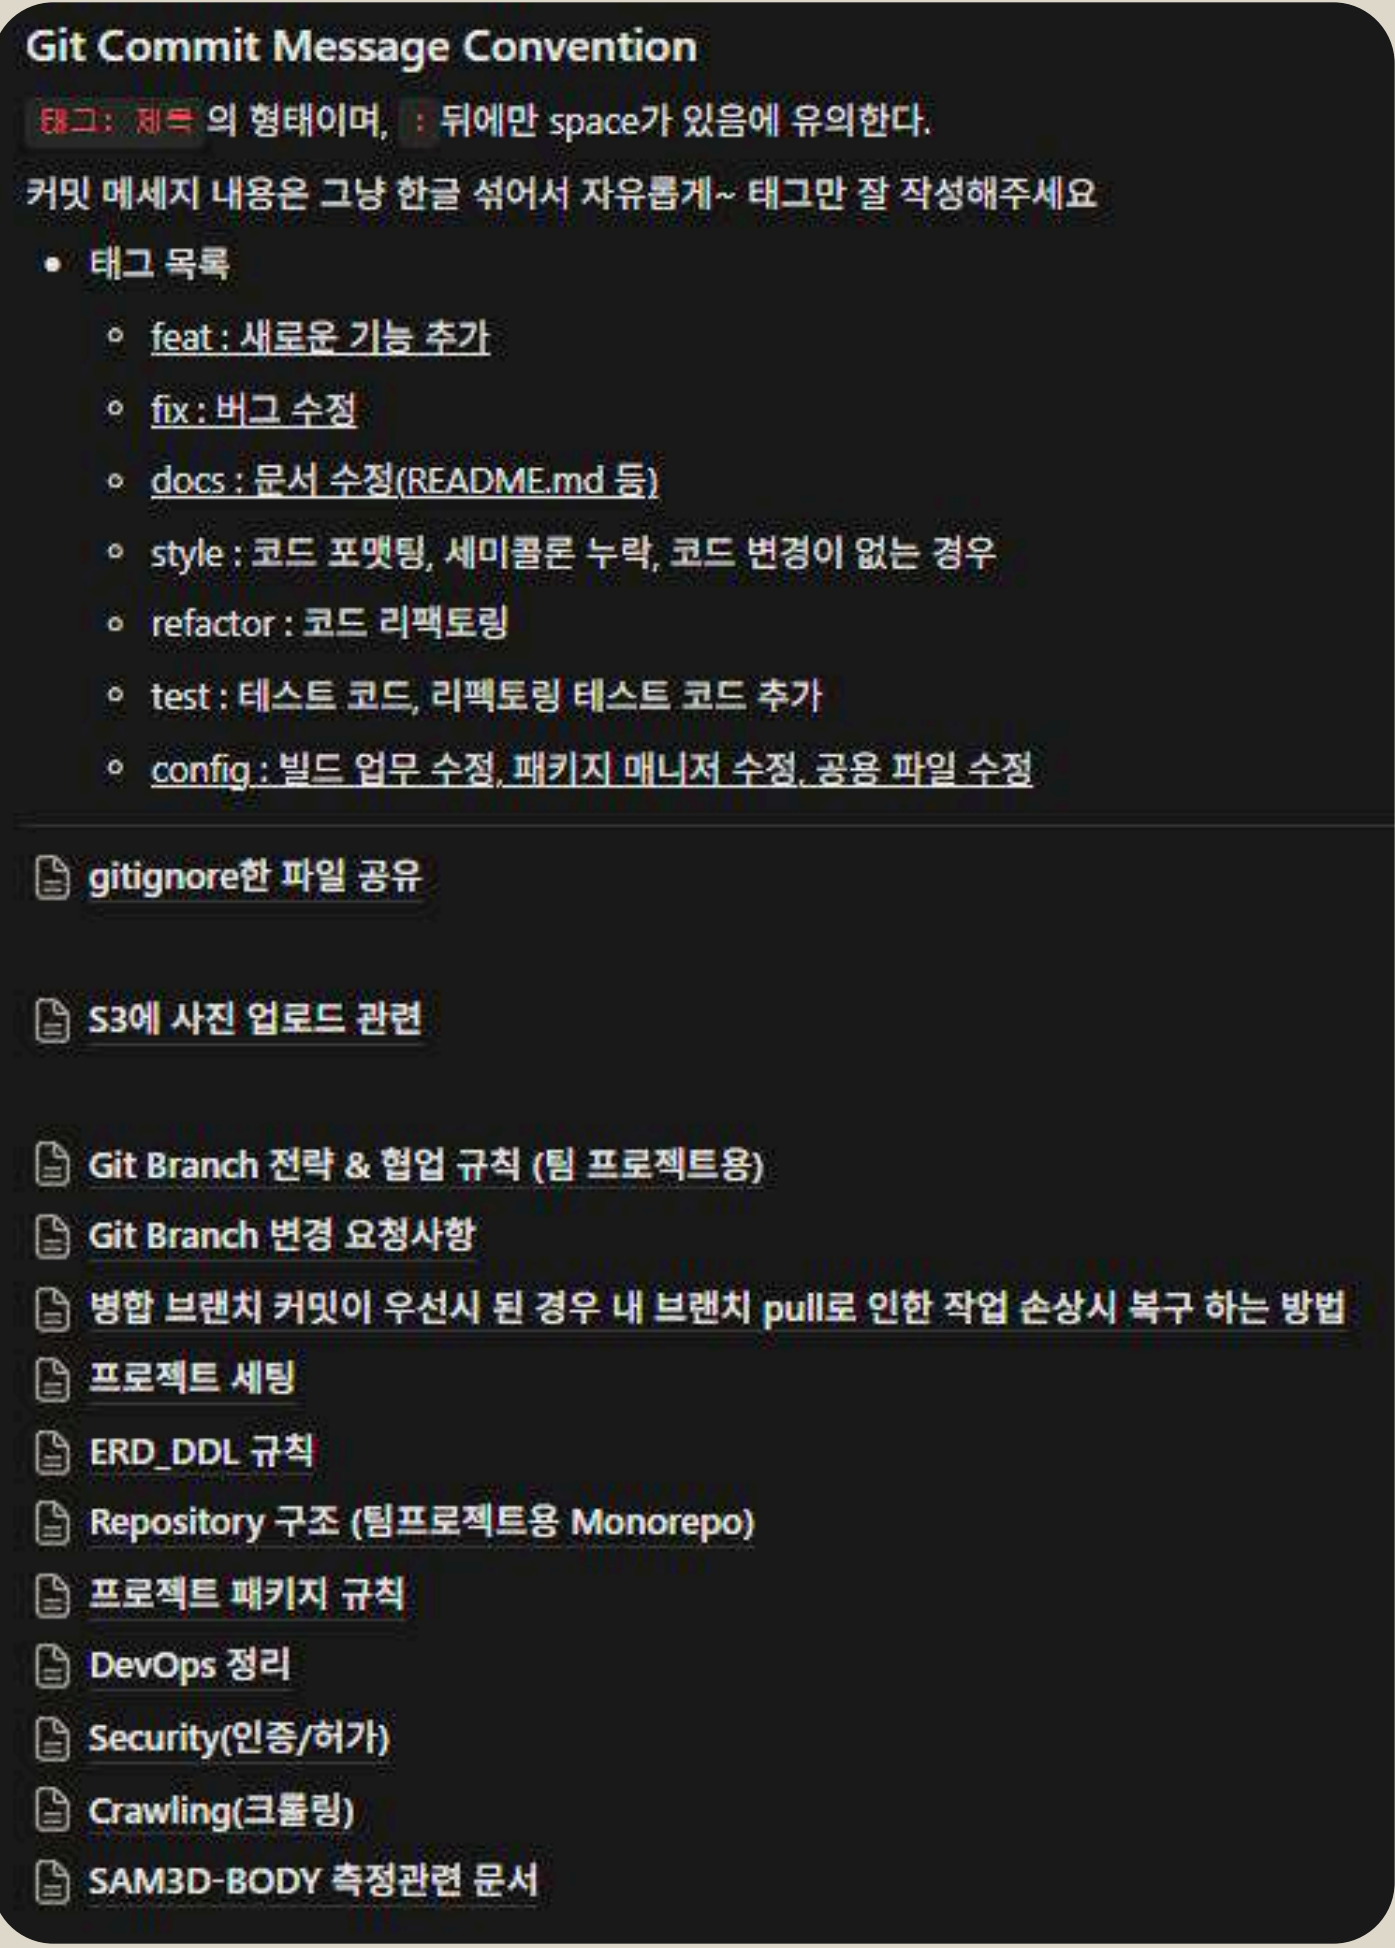 Git Commit Message Convention
태그: 제목 의 형태이며, : 뒤에만 space가 있음에 유의한다.
커밋 메세지 내용은 그냥 한글 섞어서 자유롭게~ 태그만 잘 작성해주세요
• 태그 목록
◦ feat : 새로운 기능 추가
◦ fix : 버그 수정
◦ docs : 문서 수정(README.md 등)
◦ style : 코드 포맷팅, 세미콜론 누락, 코드 변경이 없는 경우
◦ refactor : 코드 리팩토링
◦ test : 테스트 코드, 리펙토링 테스트 코드 추가
◦ config : 빌드 업무 수정, 패키지 매니저 수정, 공용 파일 수정
gitignore한 파일 공유
S3에 사진 업로드 관련
Git Branch 전략 & 협업 규칙 (팀 프로젝트용)
Git Branch 변경 요청사항
병합 브랜치 커밋이 우선시 된 경우 내 브랜치 pull로 인한 작업 손상시 복구 하는 방법
프로젝트 세팅
ERD_DDL 규칙
Repository 구조 (팀프로젝트용 Monorepo)
프로젝트 패키지 규칙
DevOps 정리
Security(인증/허가)
Crawling(크롤링)
SAM3D-BODY 측정관련 문서